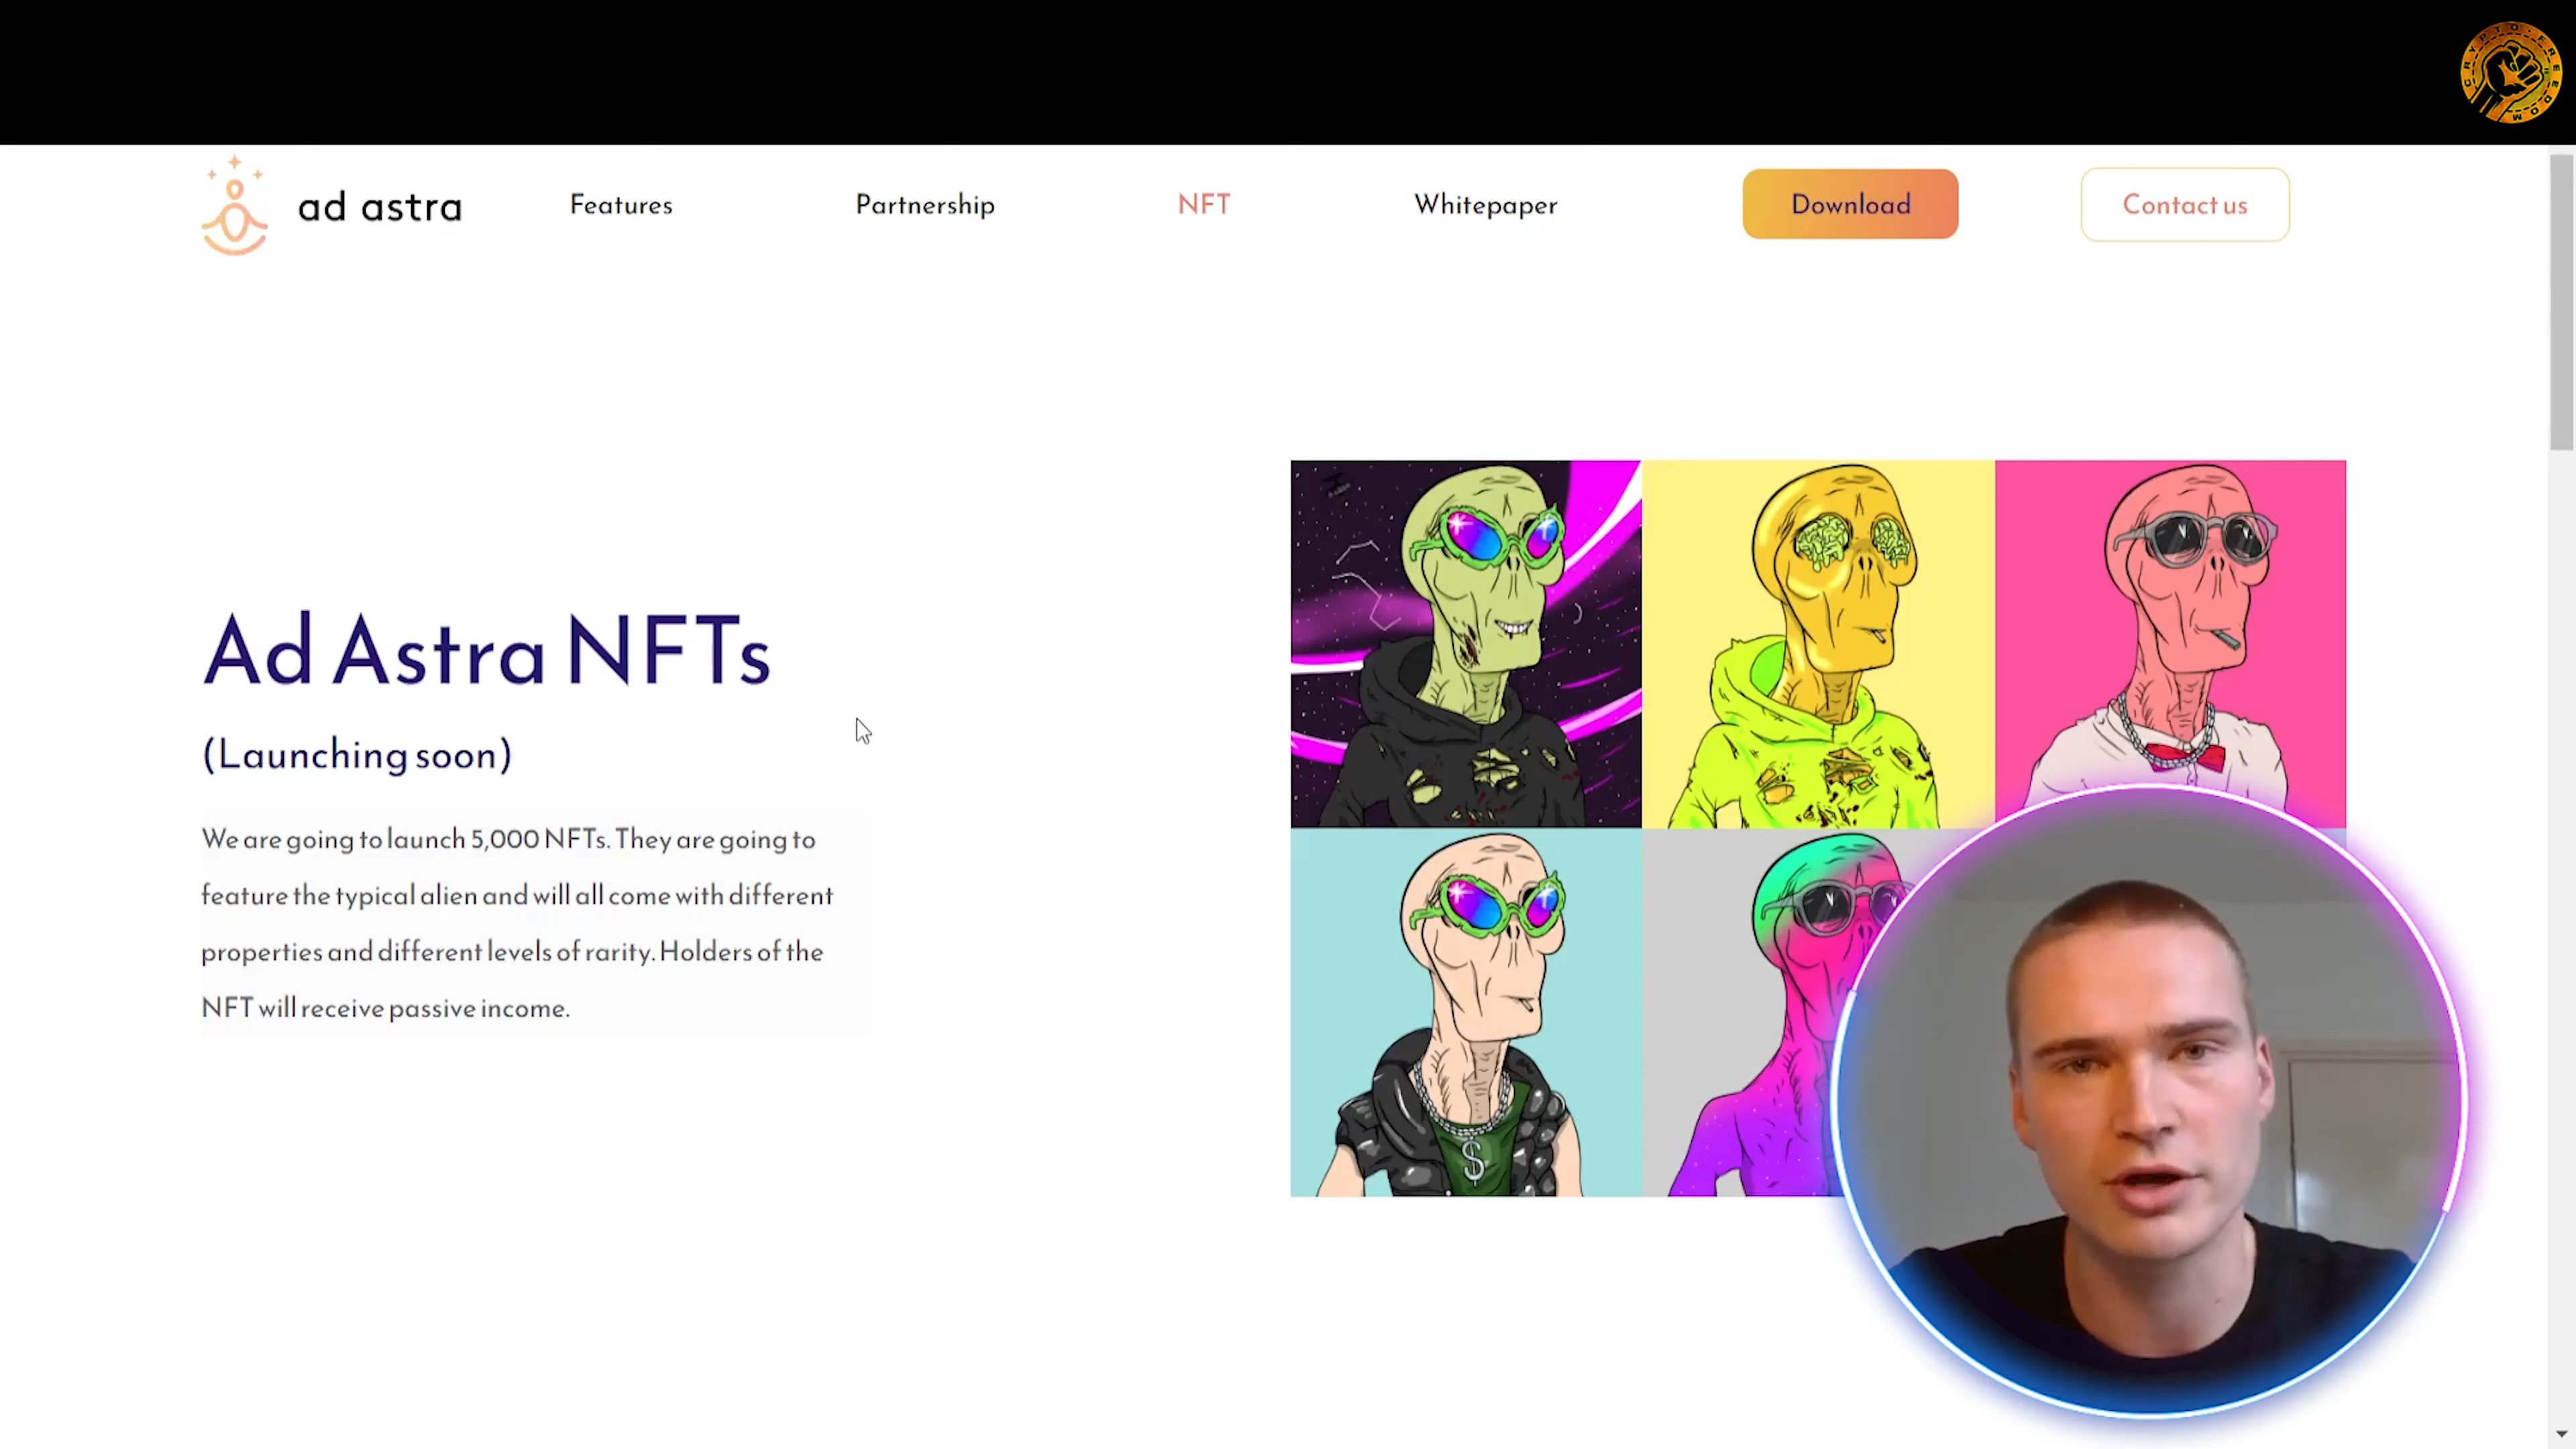 CRYPTO FREEDOM
ad astra
Features
Partnership
NFT
Whitepaper
Download
Contact us
Ad Astra NFTs
(Launching soon)
We are going to launch 5,000 NFTs. They are going to
feature the typical alien and will all come with different
properties and different levels of rarity. Holders of the
NFT will receive passive income.
$